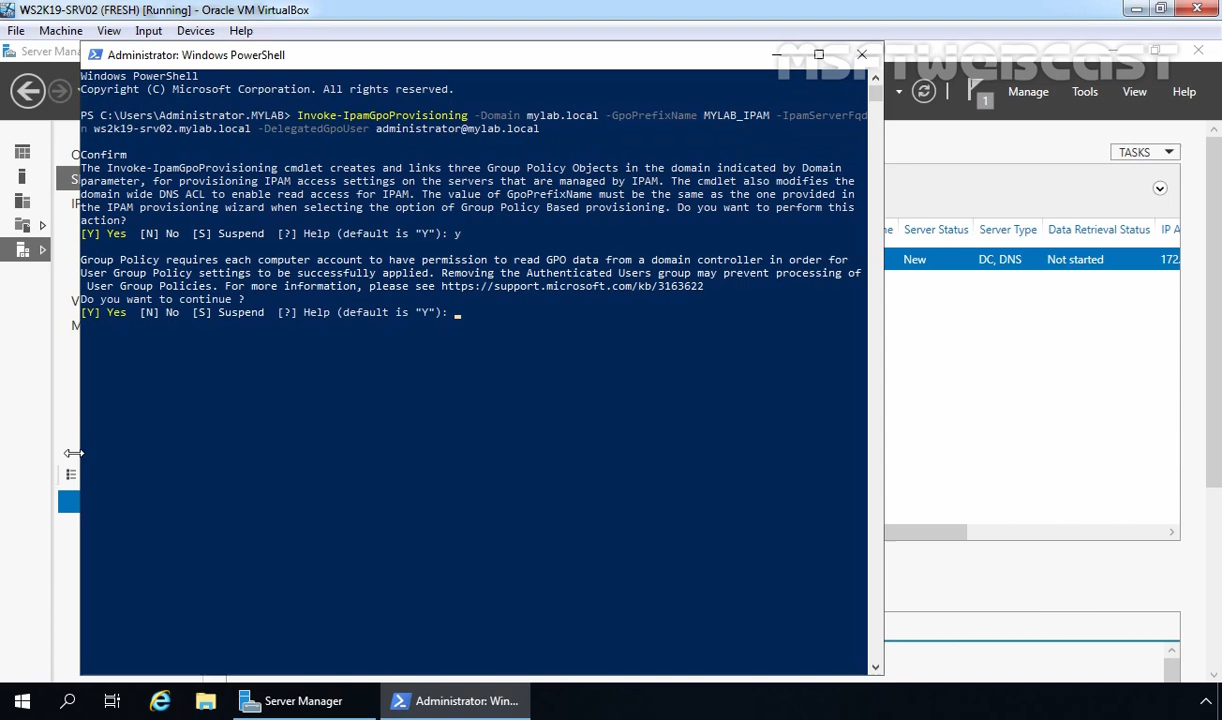 WS2K19-SRV02 (FRESH) [Running] - Oracle VM VirtualBox
File Machine View Input Devices Help
Server Ma
Administrator: Windows PowerShell
MSFTWEBCAST
1 Manage Tools View Help
Windows PowerShell
Copyright (C) Microsoft Corporation. All rights reserved.
PS C:\Users\Administrator.MYLAB> Invoke-IpamGpoProvisioning -Domain mylab.local -GpoPrefixName MYLAB_IPAM -IpamServerFqd
n ws2k19-srv02.mylab.local -DelegatedGpoUser administrator@mylab.local
Confirm
The Invoke-IpamGpoProvisioning cmdlet creates and links three Group Policy Objects in the domain indicated by Domain
parameter, for provisioning IPAM access settings on the servers that are managed by IPAM. The cmdlet also modifies the
domain wide DNS ACL to enable read access for IPAM. The value of GpoPrefixName must be the same as the one provided in
the IPAM provisioning wizard when selecting the option of Group Policy Based provisioning. Do you want to perform this
action?
[Y] Yes [N] No [S] Suspend [?] Help (default is "Y"): y
Group Policy requires each computer account to have permission to read GPO data from a domain controller in order for
User Group Policy settings to be successfully applied. Removing the Authenticated Users group may prevent processing of
User Group Policies. For more information, please see https://support.microsoft.com/kb/3163622
Do you want to continue ?
[Y] Yes [N] No [S] Suspend [?] Help (default is "Y"):
TASKS
me Server Status Server Type Data Retrieval Status IP A
New DC, DNS Not started 172.
Server Manager
Administrator: Win...